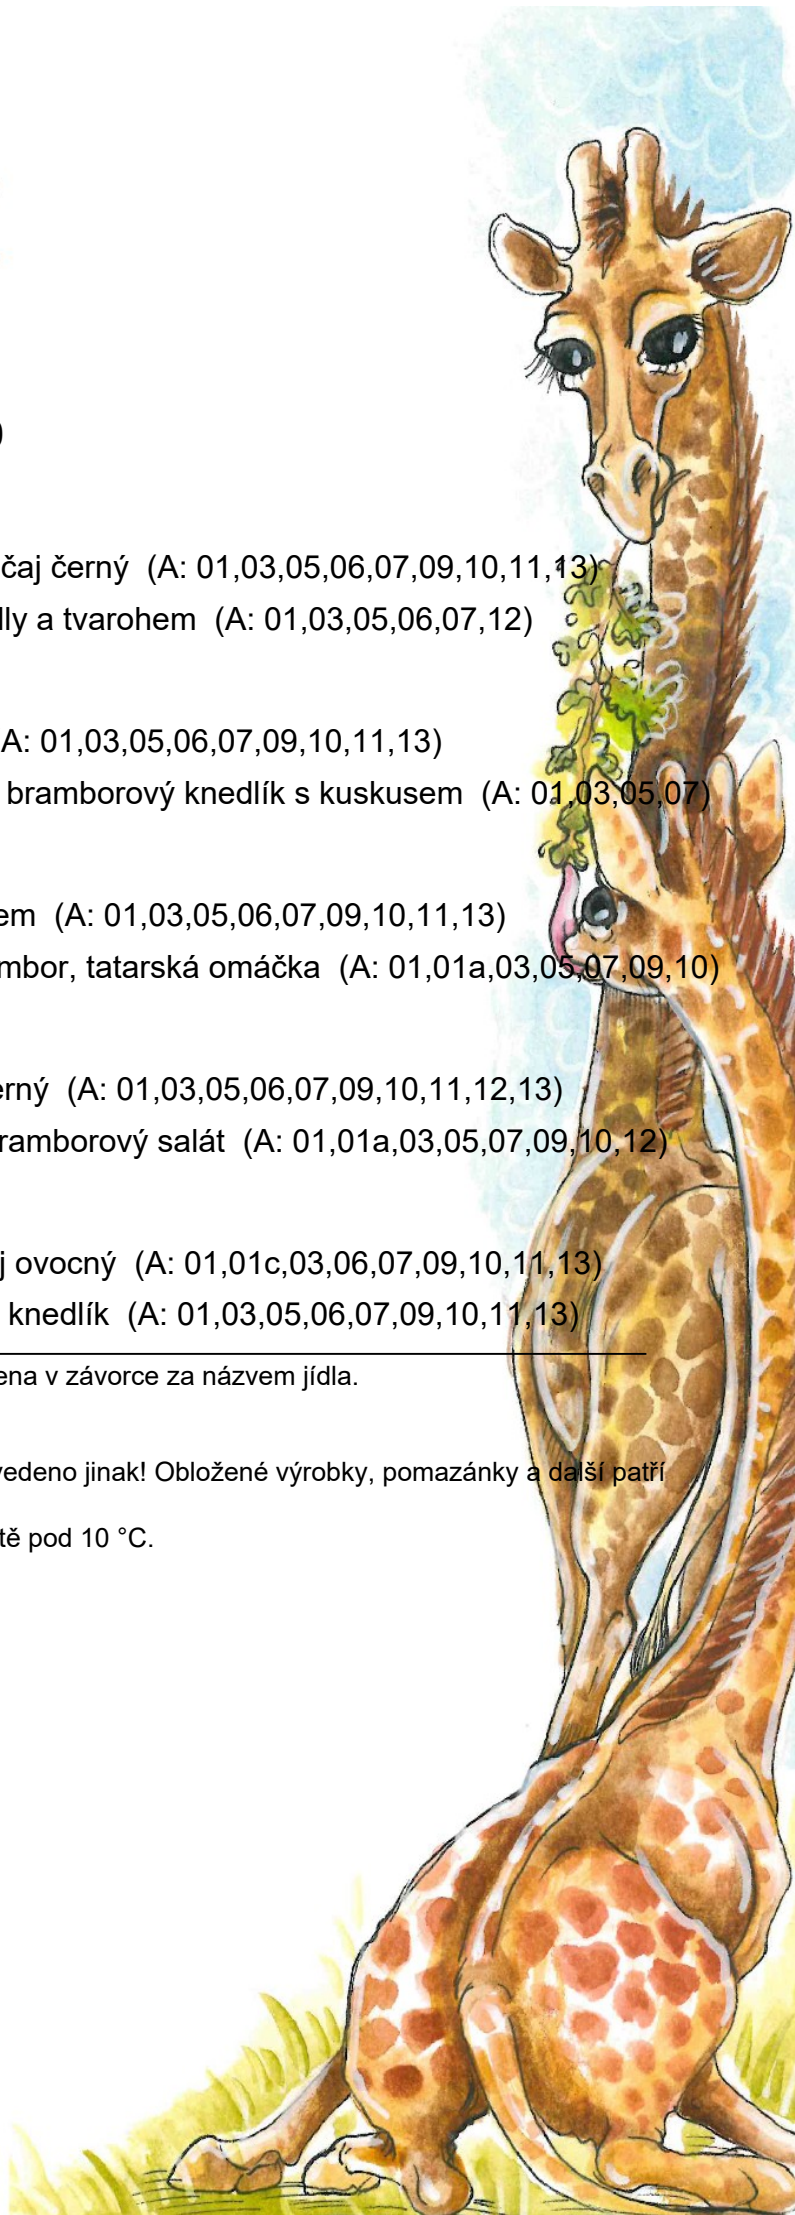 )
čaj černý (A: 01,03,05,06,07,09,10,11,13)
lly a tvarohem (A: 01,03,05,06,07,12)
A: 01,03,05,06,07,09,10,11,13)
bramborový knedlík s kuskusem (A: 01,03,05,07)
em (A: 01,03,05,06,07,09,10,11,13)
mbor, tatarská omáčka (A: 01,01a,03,05,07,09,10)
erný (A: 01,03,05,06,07,09,10,11,12,13)
ramborový salát (A: 01,01a,03,05,07,09,10,12)
j ovocný (A: 01,01c,03,06,07,09,10,11,13)
knedlík (A: 01,03,05,06,07,09,10,11,13)
ena v závorce za názvem jídla.
vedeno jinak! Obložené výrobky, pomazánky a další patří
tě pod 10 °C.